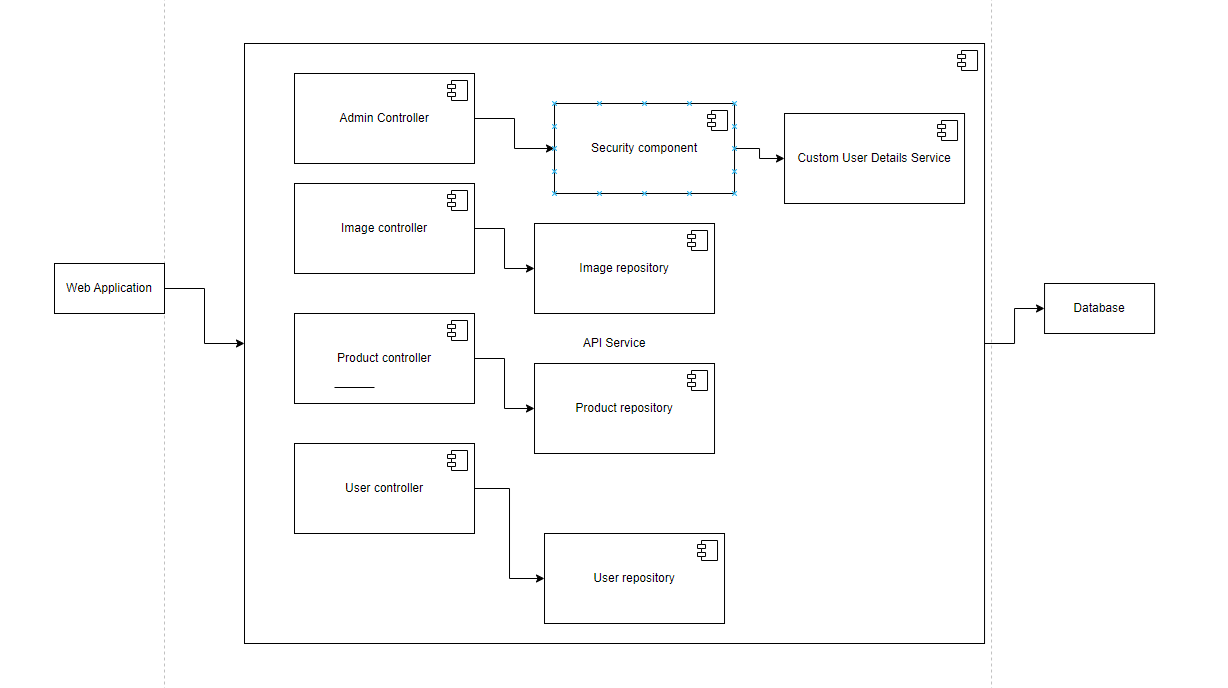 Admin Controller
Security component
Custom User Details Service
Image controller
Image repository
Web Application
Database
API Service
Product controller
Product repository
User controller
User repository